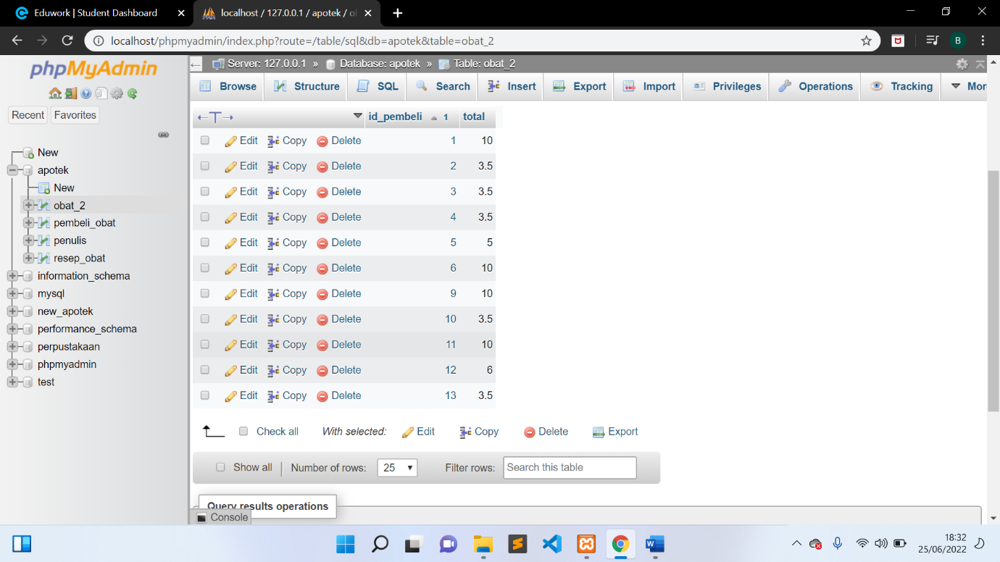 Eduwork | Student Dashboard
localhost / 127.0.0.1 / apotek / ob
localhost/phpmyadmin/index.php?route=/table/sql&db=apotek&table=obat_2
B
phpMyAdmin
Recent
Favorites
New
apotek
New
obat_2
pembeli_obat
penulis
resep_obat
information_schema
mysql
new_apotek
performance_schema
perpustakaan
phpmyadmin
test
Server: 127.0.0.1 » Database: apotek » Table: obat_2
Browse Structure SQL Search Insert Export Import Privileges Operations Tracking Mor
←T→ id_pembeli 1 total
Edit Copy Delete 1 10
Edit Copy Delete 2 3.5
Edit Copy Delete 3 3.5
Edit Copy Delete 4 3.5
Edit Copy Delete 5 5
Edit Copy Delete 6 10
Edit Copy Delete 9 10
Edit Copy Delete 10 3.5
Edit Copy Delete 11 10
Edit Copy Delete 12 6
Edit Copy Delete 13 3.5
Check all With selected: Edit Copy Delete Export
Show all Number of rows: 25 Filter rows: Search this table
Query results operations
Console
18:32
25/06/2022